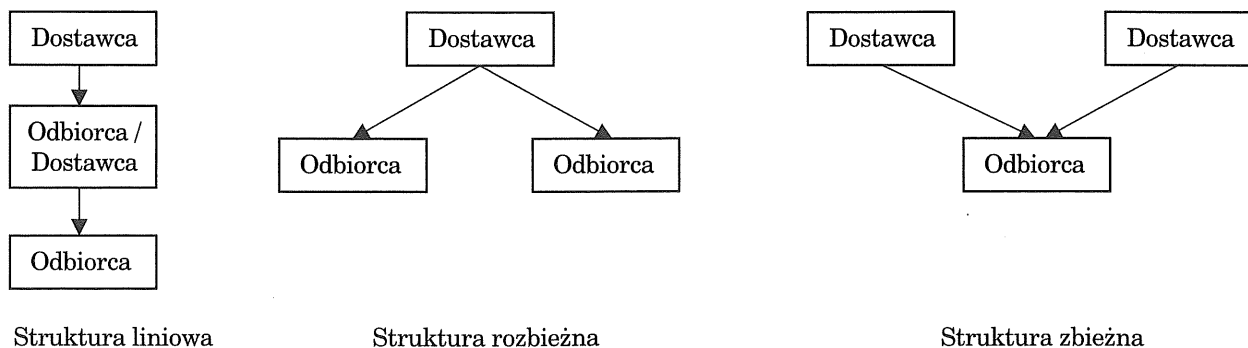 Dostawca
Odbiorca /
Dostawca
Odbiorca
Struktura liniowa
Dostawca
Odbiorca
Odbiorca
Struktura rozbieżna
Dostawca
Dostawca
Odbiorca
Struktura zbieżna